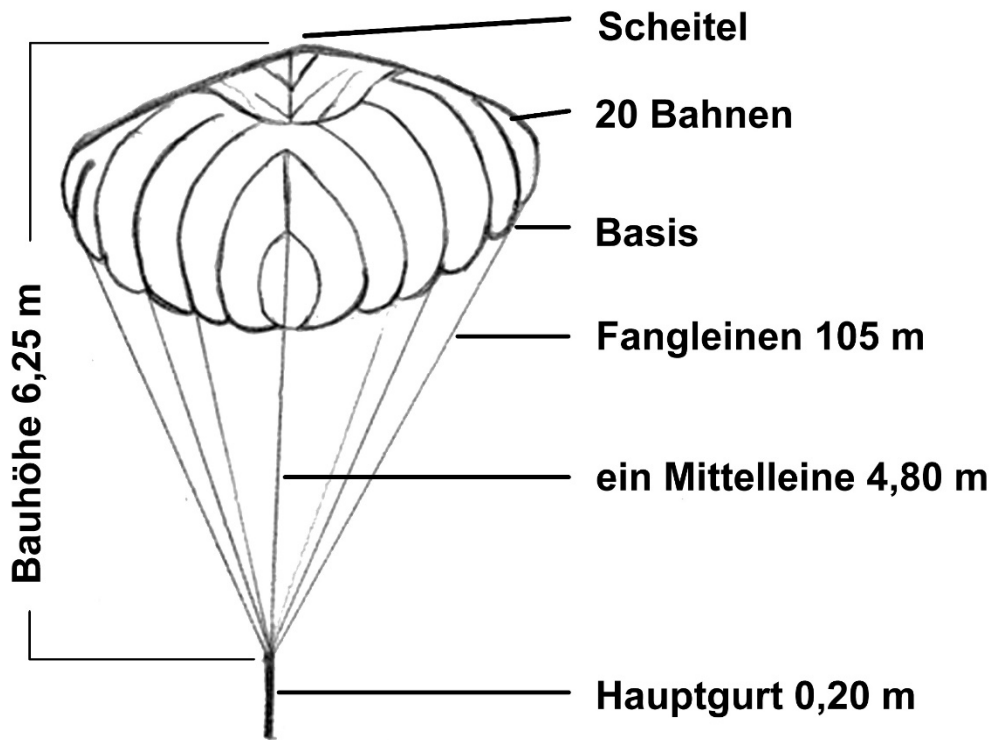 Scheitel
20 Bahnen
Basis
Fangleinen 105 m
ein Mittelleine 4,80 m
Hauptgurt 0,20 m
Bauhöhe 6,25 m